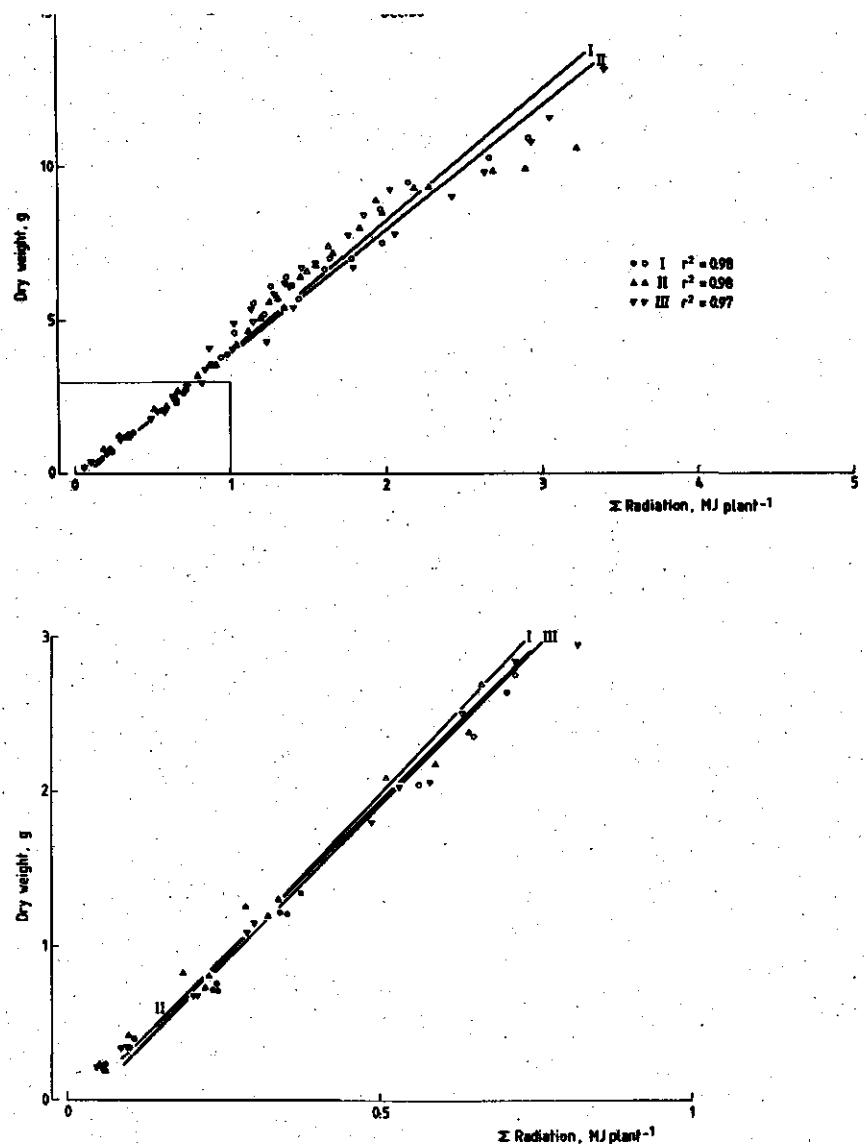 15
I
II
10
Dry weight, g
I r² = 0.98
II r² = 0.98
III r² = 0.97
5
0
0 1 2 3 4 5
Σ Radiation, MJ plant⁻¹
3
I III
2
Dry weight, g
1
II
0
0 0.5 1
Σ Radiation, MJ plant⁻¹